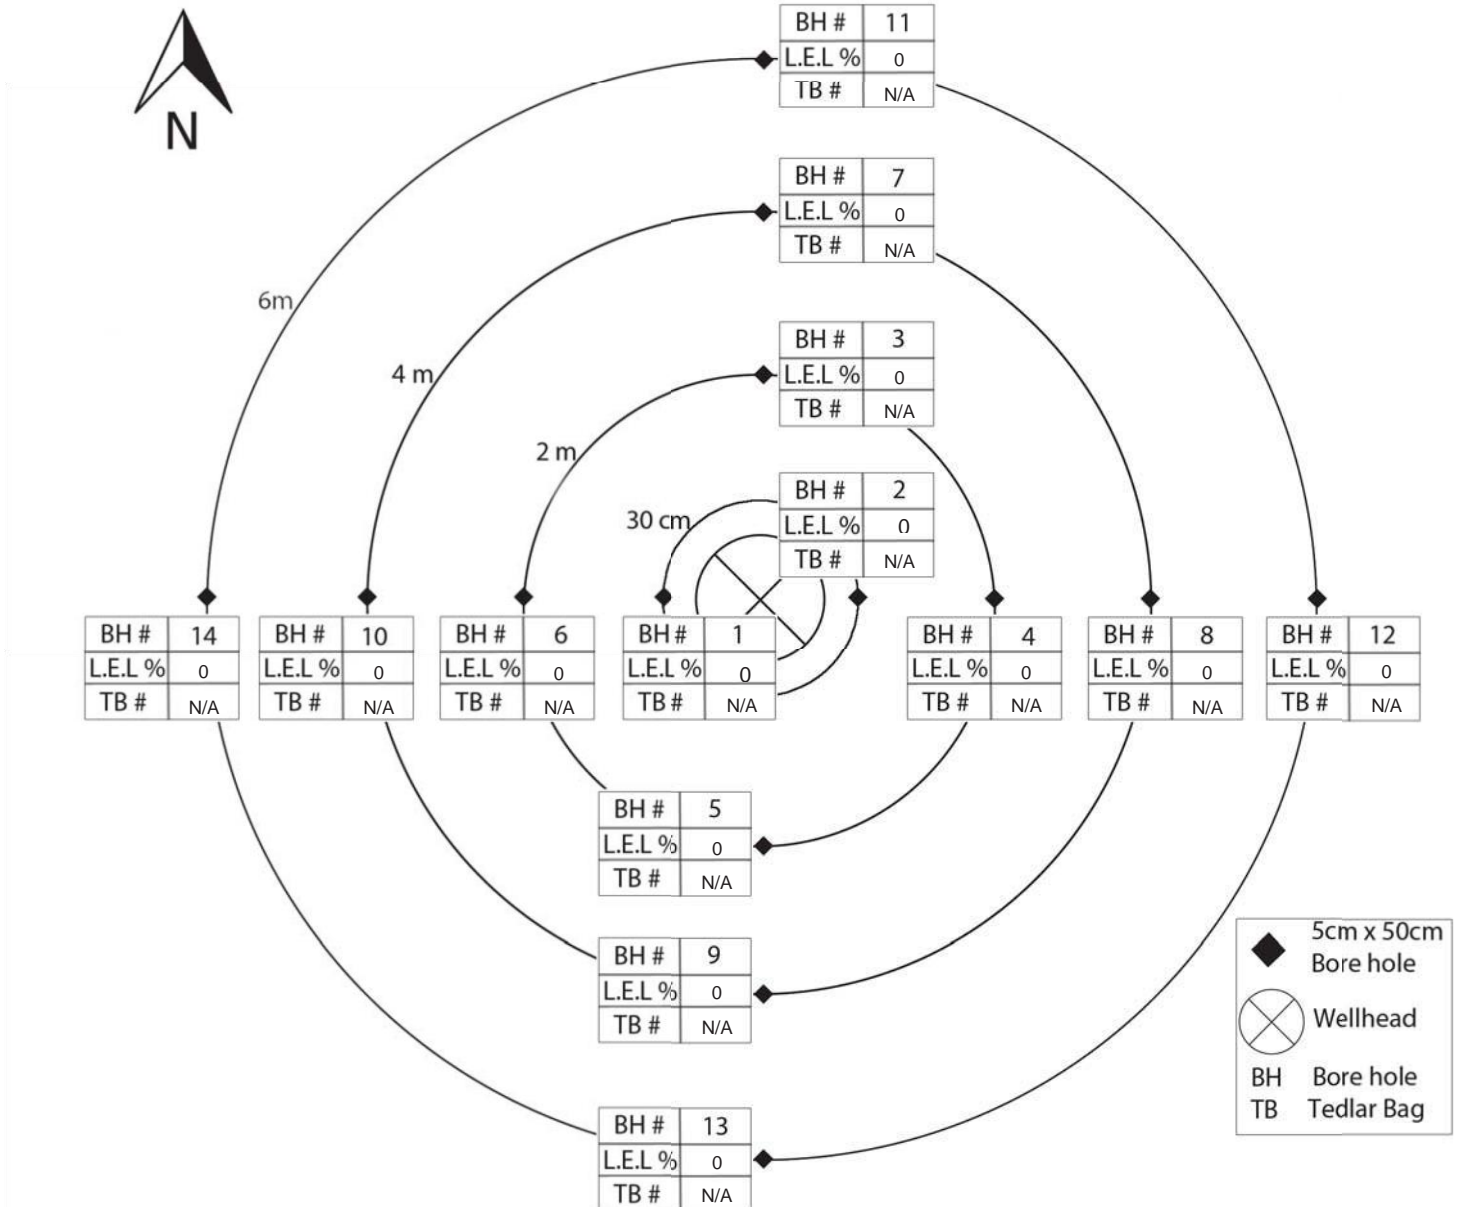 N
BH # 11
L.E.L % 0
TB # N/A
BH # 7
L.E.L % 0
TB # N/A
6m
4 m
BH # 3
L.E.L % 0
TB # N/A
2 m
BH # 2
L.E.L % 0
TB # N/A
30 cm
BH # 14
L.E.L % 0
TB # N/A
BH # 10
L.E.L % 0
TB # N/A
BH # 6
L.E.L % 0
TB # N/A
BH # 1
L.E.L % 0
TB # N/A
BH # 4
L.E.L % 0
TB # N/A
BH # 8
L.E.L % 0
TB # N/A
BH # 12
L.E.L % 0
TB # N/A
BH # 5
L.E.L % 0
TB # N/A
BH # 9
L.E.L % 0
TB # N/A
BH # 13
L.E.L % 0
TB # N/A
5cm x 50cm
Bore hole
Wellhead
BH Bore hole
TB Tedlar Bag